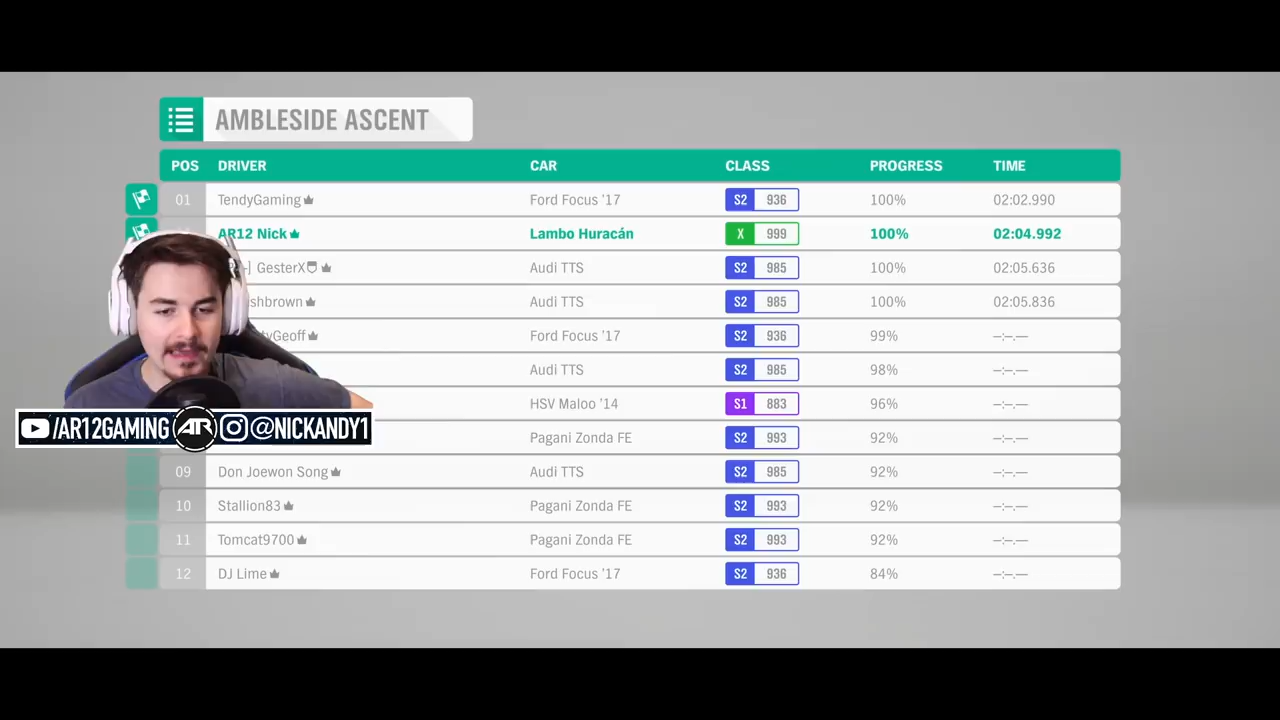 AMBLESIDE ASCENT
POS DRIVER CAR CLASS PROGRESS TIME
01 TendyGaming Ford Focus '17 S2 936 100% 02:02.990
AR12 Nick Lambo Huracán X 999 100% 02:04.992
GesterX Audi TTS S2 985 100% 02:05.636
Audi TTS S2 985 100% 02:05.836
Ford Focus '17 S2 936 99% --:--.---
Audi TTS S2 985 98% --:--.---
HSV Maloo '14 S1 883 96% --:--.---
/AR12GAMING AR @NICKANDY1
Pagani Zonda FE S2 993 92% --:--.---
09 Don Joewon Song Audi TTS S2 985 92% --:--.---
10 Stallion83 Pagani Zonda FE S2 993 92% --:--.---
11 Tomcat9700 Pagani Zonda FE S2 993 92% --:--.---
12 DJ Lime Ford Focus '17 S2 936 84% --:--.---